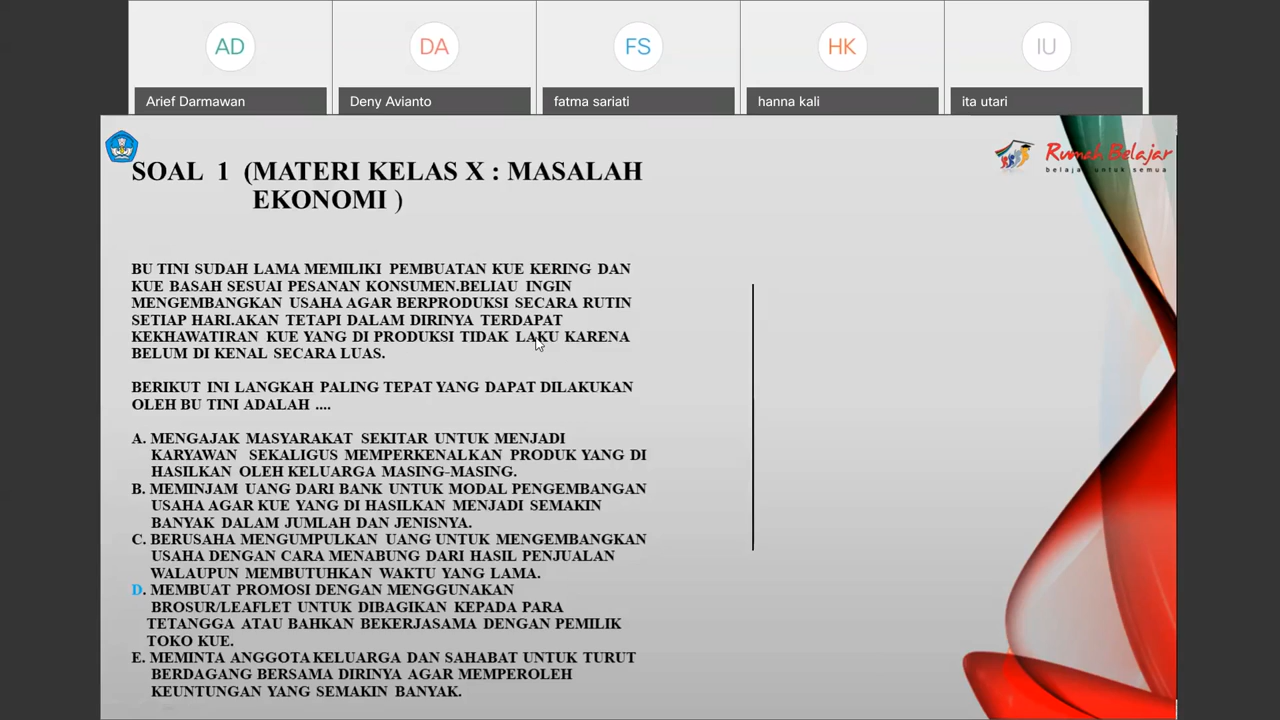 AD
DA
FS
HK
IU
Arief Darmawan
Deny Avianto
fatma sariati
hanna kali
ita utari
Rumah Belajar
belajar untuk semua
SOAL 1 (MATERI KELAS X : MASALAH
EKONOMI )
BU TINI SUDAH LAMA MEMILIKI PEMBUATAN KUE KERING DAN
KUE BASAH SESUAI PESANAN KONSUMEN.BELIAU INGIN
MENGEMBANGKAN USAHA AGAR BERPRODUKSI SECARA RUTIN
SETIAP HARI.AKAN TETAPI DALAM DIRINYA TERDAPAT
KEKHAWATIRAN KUE YANG DI PRODUKSI TIDAK LAKU KARENA
BELUM DI KENAL SECARA LUAS.
BERIKUT INI LANGKAH PALING TEPAT YANG DAPAT DILAKUKAN
OLEH BU TINI ADALAH ....
A. MENGAJAK MASYARAKAT SEKITAR UNTUK MENJADI
KARYAWAN SEKALIGUS MEMPERKENALKAN PRODUK YANG DI
HASILKAN OLEH KELUARGA MASING-MASING.
B. MEMINJAM UANG DARI BANK UNTUK MODAL PENGEMBANGAN
USAHA AGAR KUE YANG DI HASILKAN MENJADI SEMAKIN
BANYAK DALAM JUMLAH DAN JENISNYA.
C. BERUSAHA MENGUMPULKAN UANG UNTUK MENGEMBANGKAN
USAHA DENGAN CARA MENABUNG DARI HASIL PENJUALAN
WALAUPUN MEMBUTUHKAN WAKTU YANG LAMA.
D. MEMBUAT PROMOSI DENGAN MENGGUNAKAN
BROSUR/LEAFLET UNTUK DIBAGIKAN KEPADA PARA
TETANGGA ATAU BAHKAN BEKERJASAMA DENGAN PEMILIK
TOKO KUE.
E. MEMINTA ANGGOTA KELUARGA DAN SAHABAT UNTUK TURUT
BERDAGANG BERSAMA DIRINYA AGAR MEMPEROLEH
KEUNTUNGAN YANG SEMAKIN BANYAK.